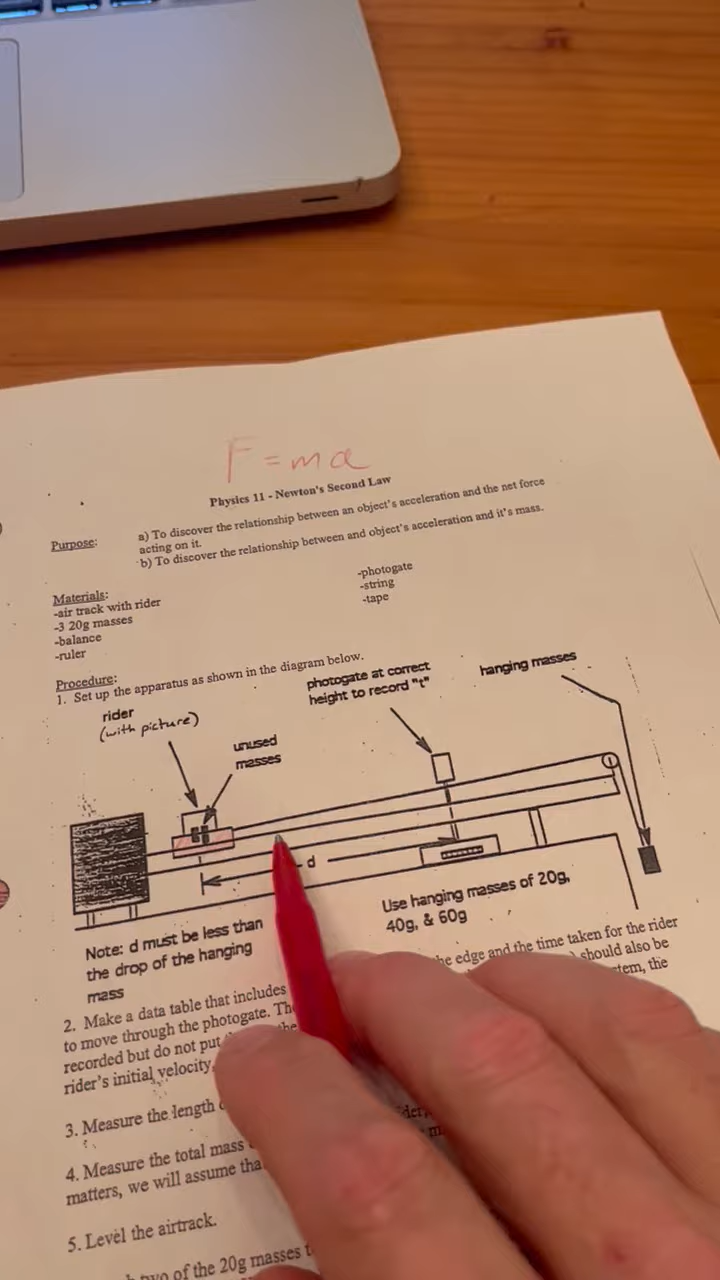 F = ma
Physics 11 - Newton's Second Law
Purpose:
a) To discover the relationship between an object's acceleration and the net force
acting on it.
b) To discover the relationship between and object's acceleration and it's mass.
Materials:
-air track with rider
-3 20g masses
-balance
-ruler
-photogate
-string
-tape
Procedure:
1. Set up the apparatus as shown in the diagram below.
rider
(with picture)
unused
masses
photogate at correct
height to record "t"
hanging masses
d
Note: d must be less than
the drop of the hanging
mass
Use hanging masses of 20g,
40g, & 60g
2. Make a data table that includes he edge and the time taken for the rider
to move through the photogate. The should also be
recorded but do not put the
rider's initial velocity,
3. Measure the length
4. Measure the total mass
matters, we will assume tha
5. Level the airtrack.
two of the 20g masses t